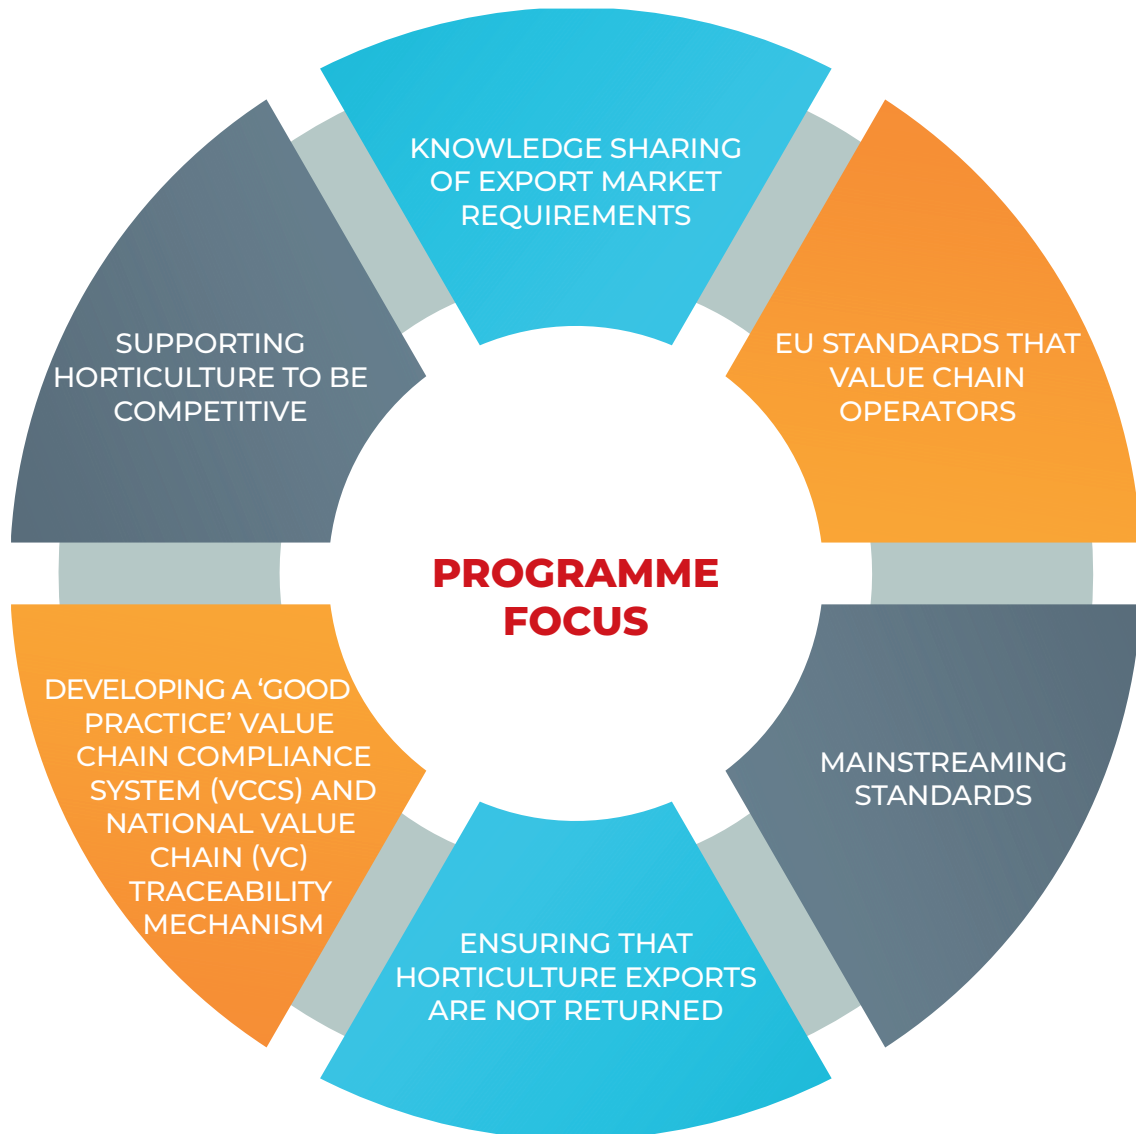 KNOWLEDGE SHARING
OF EXPORT MARKET
REQUIREMENTS
EU STANDARDS THAT
VALUE CHAIN
OPERATORS
MAINSTREAMING
STANDARDS
ENSURING THAT
HORTICULTURE EXPORTS
ARE NOT RETURNED
DEVELOPING A ‘GOOD
PRACTICE’ VALUE
CHAIN COMPLIANCE
SYSTEM (VCCS) AND
NATIONAL VALUE
CHAIN (VC)
TRACEABILITY
MECHANISM
SUPPORTING
HORTICULTURE TO BE
COMPETITIVE
PROGRAMME
FOCUS